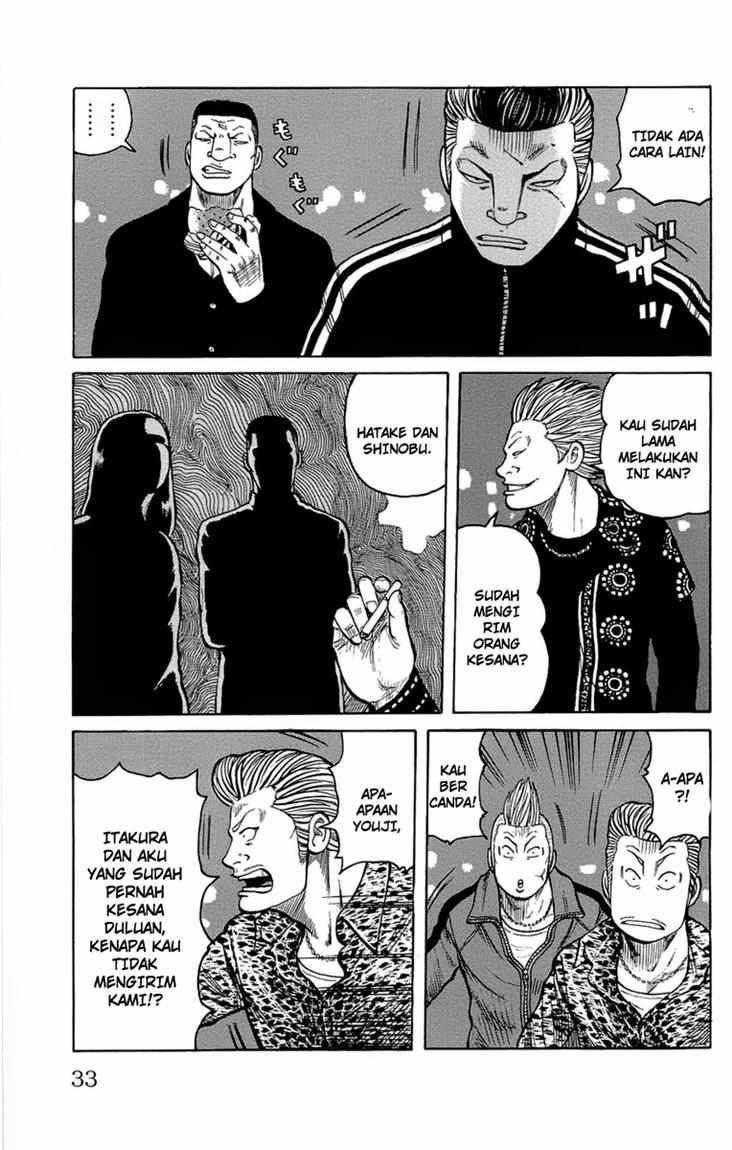 TIDAK ADA
CARA LAIN!
ザッ
もぐ
もぐ
KAU SUDAH
LAMA
MELAKUKAN
INI KAN?
SUDAH
MENGI
RIM
ORANG
KESANA?
HATAKE DAN
SHINOBU.
A-APA
?!
KAU
BER
CANDA!
APA-
APAAN
YOUJI,
ITAKURA
DAN AKU
YANG SUDAH
PERNAH
KESANA
DULUAN,
KENAPA KAU
TIDAK
MENGIRIM
KAMI!?
33